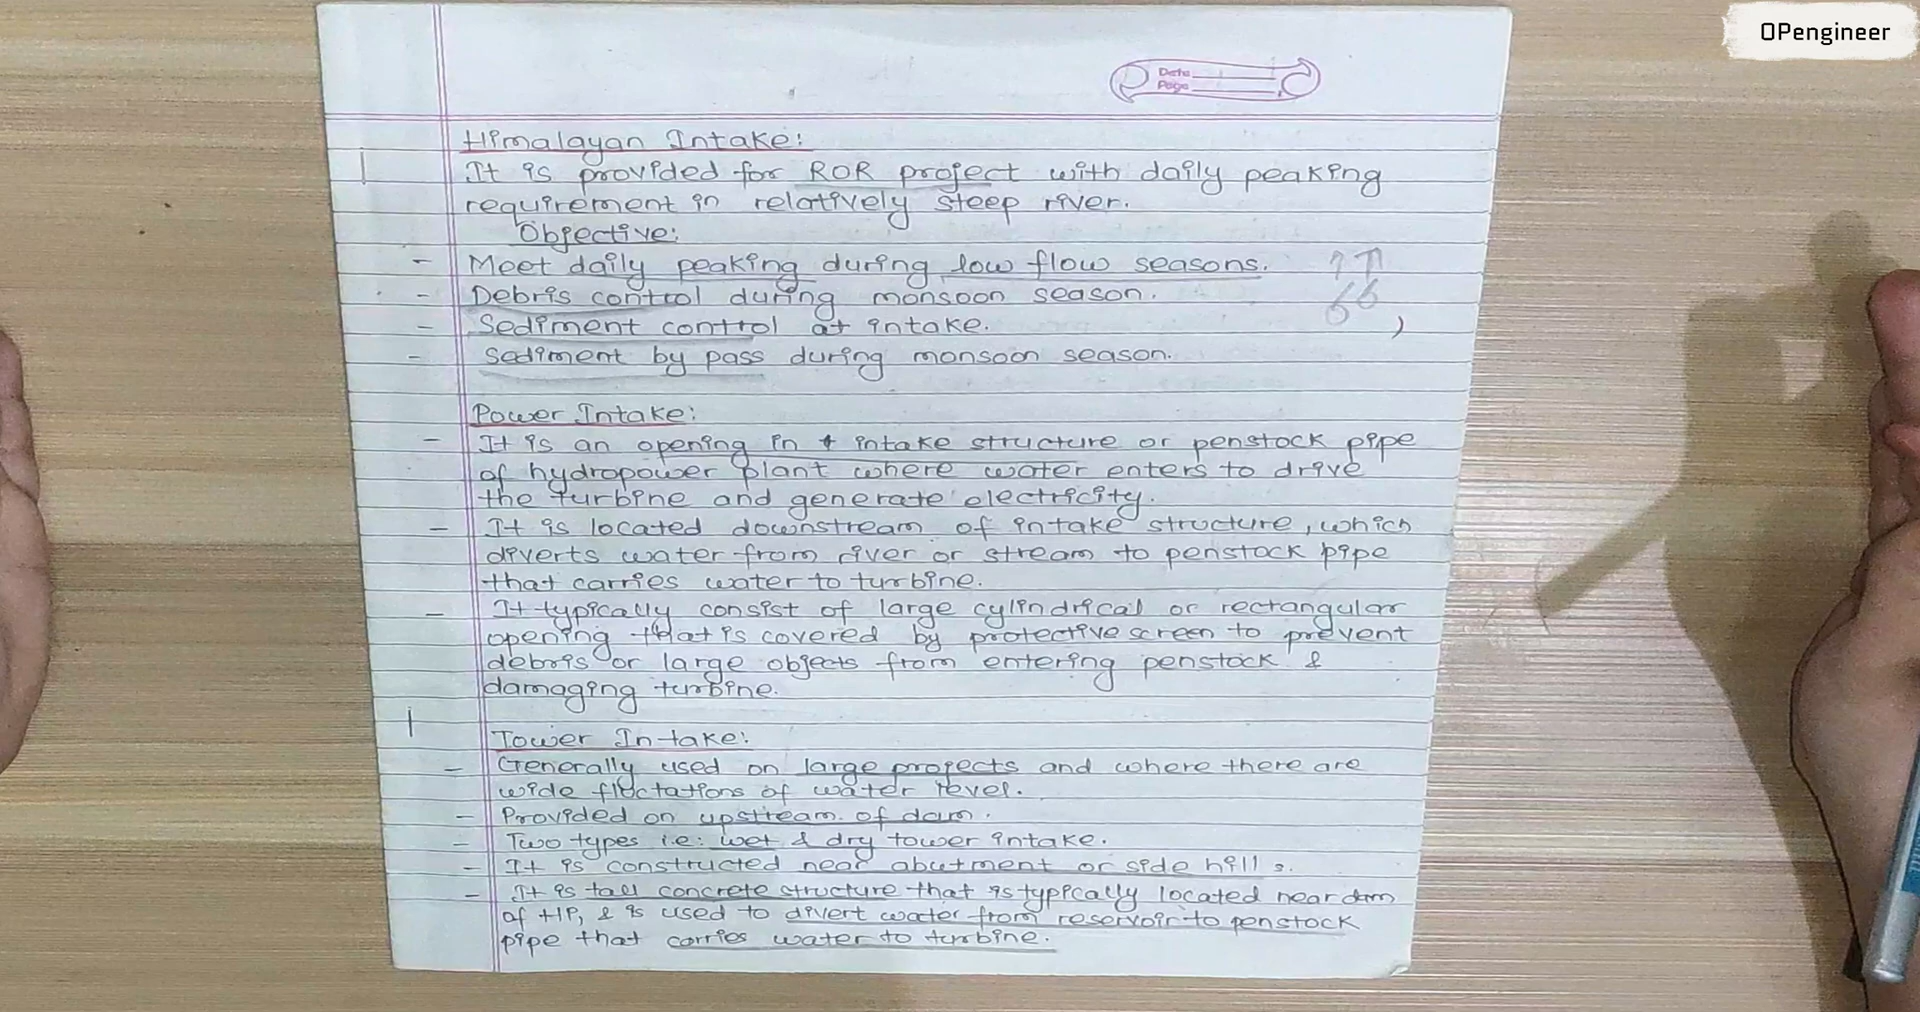 OPengineer
Date
Page
Himalayan Intake:
It is provided for ROR project with daily peaking
requirement in relatively steep river.
Objective:
- Meet daily peaking during low flow seasons.
- Debris control during monsoon season.
- Sediment control at intake.
- Sediment by pass during monsoon season.
Power Intake:
- It is an opening in intake structure or penstock pipe
of hydropower plant where water enters to drive
the turbine and generate electricity.
- It is located downstream of intake structure, which
diverts water from river or stream to penstock pipe
that carries water to turbine.
- It typically consist of large cylindrical or rectangular
opening that is covered by protective screen to prevent
debris or large objects from entering penstock &
damaging turbine.
Tower Intake:
- Generally used on large projects and where there are
wide fluctations of water level.
- Provided on upstream of dam.
- Two types i.e: wet & dry tower intake.
- It is constructed near abutment or side hills.
- It is tall concrete structure that is typically located near dam
of HP, & is used to divert water from reservoir to penstock
pipe that carries water to turbine.